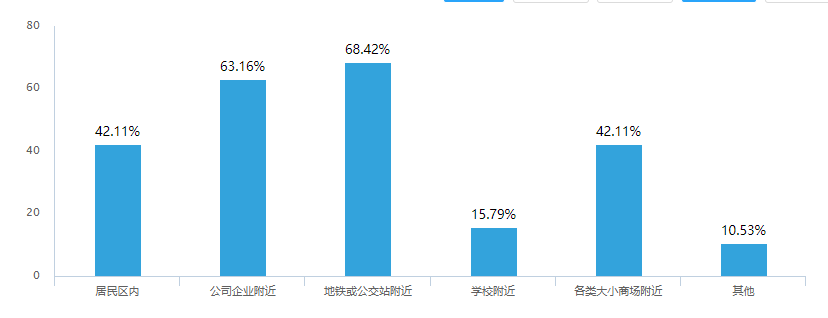 80
60
40
20
0
42.11%
63.16%
68.42%
15.79%
42.11%
10.53%
居民区内
公司企业附近
地铁或公交站附近
学校附近
各类大小商场附近
其他